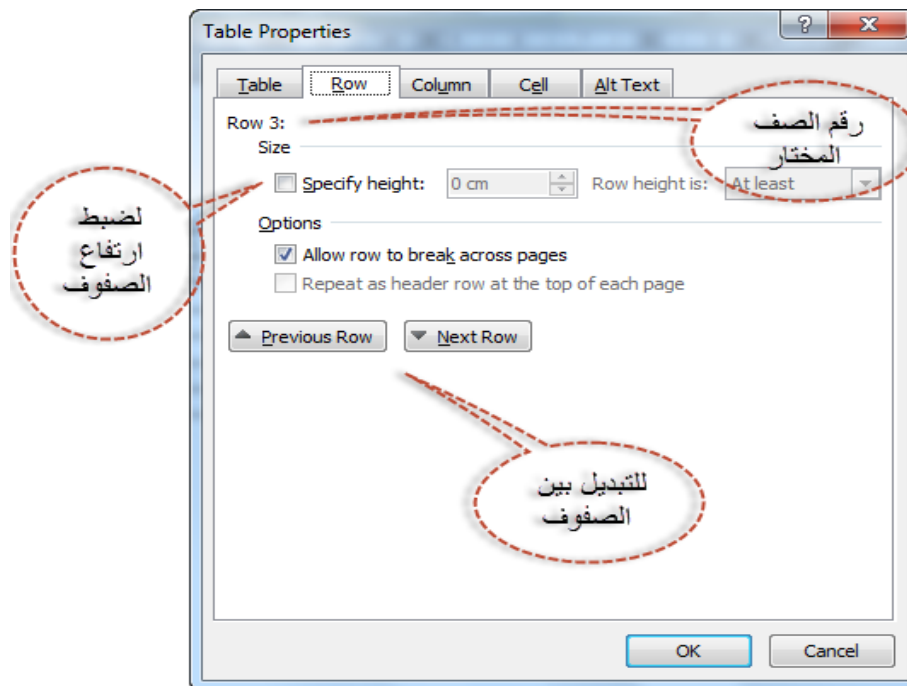 Table Properties
Table Row Column Cell Alt Text
Row 3:
رقم الصف
المختار
Size
Specify height: 0 cm Row height is: At least
لضبط
ارتفاع
الصفوف
Options
Allow row to break across pages
Repeat as header row at the top of each page
Previous Row Next Row
للتبديل بين
الصفوف
OK Cancel